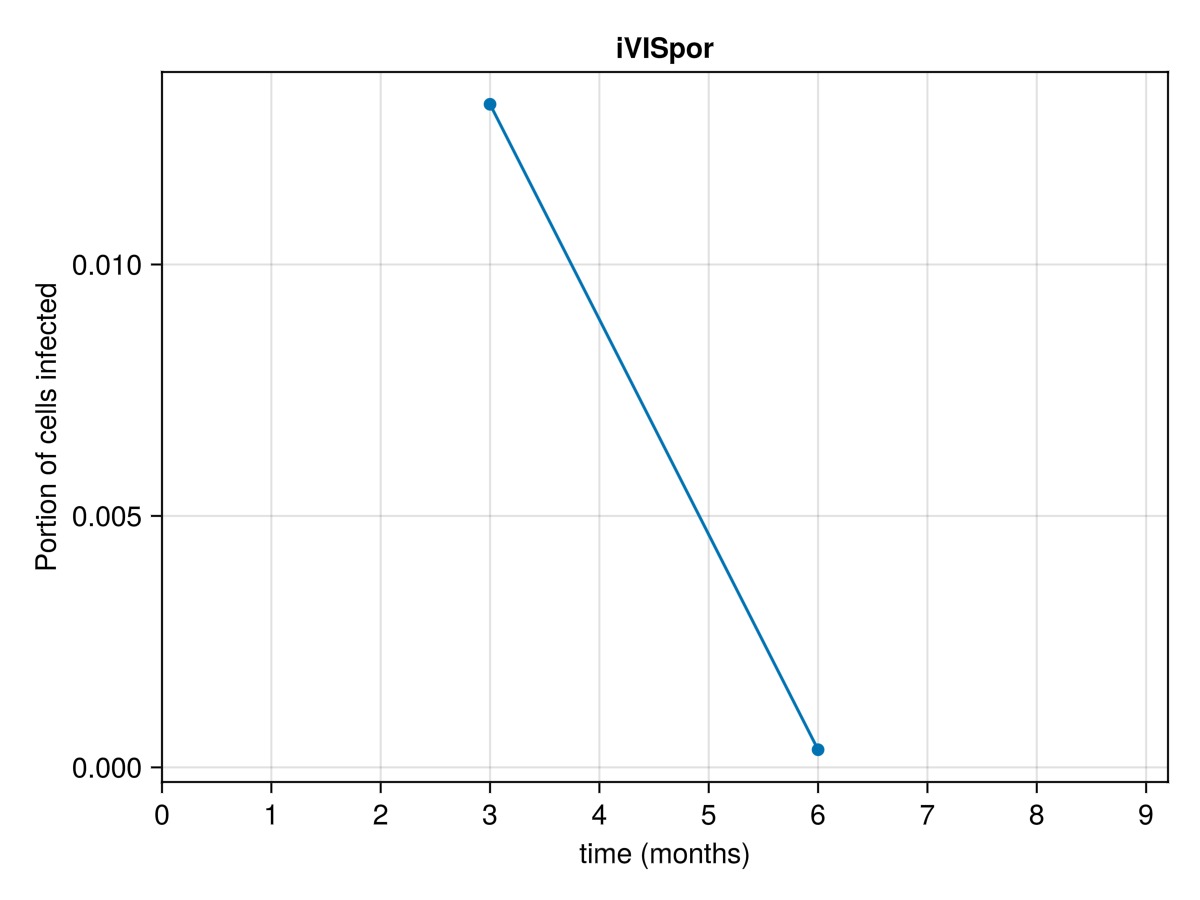 iVISpor
Portion of cells infected
0.010
0.005
0.000
0 1 2 3 4 5 6 7 8 9
time (months)